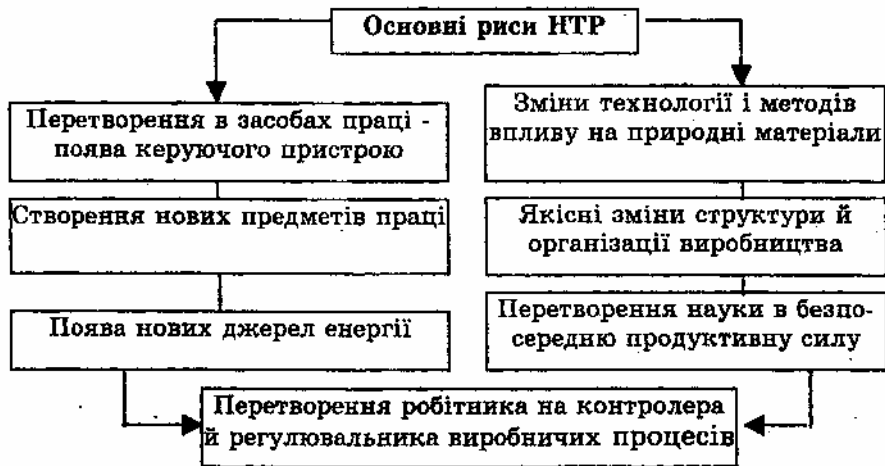 Основні риси НТР
Перетворення в засобах праці -
поява керуючого пристрою
Створення нових предметів праці
Поява нових джерел енергії
Зміни технології і методів
впливу на природні матеріали
Якісні зміни структури й
організації виробництва
Перетворення науки в безпо-
середню продуктивну силу
Перетворення робітника на контролера
й регулювальника виробничих процесів